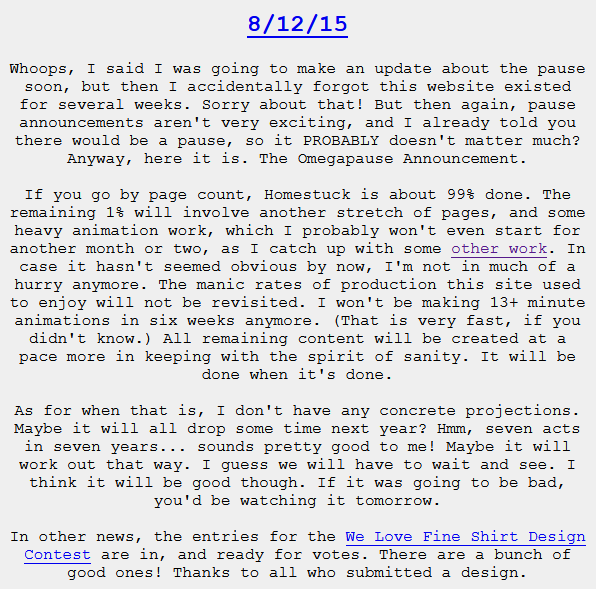 8/12/15
Whoops, I said I was going to make an update about the pause
soon, but then I accidentally forgot this website existed
for several weeks. Sorry about that! But then again, pause
announcements aren't very exciting, and I already told you
there would be a pause, so it PROBABLY doesn't matter much?
Anyway, here it is. The Omegapause Announcement.
If you go by page count, Homestuck is about 99% done. The
remaining 1% will involve another stretch of pages, and some
heavy animation work, which I probably won't even start for
another month or two, as I catch up with some other work. In
case it hasn't seemed obvious by now, I'm not in much of a
hurry anymore. The manic rates of production this site used
to enjoy will not be revisited. I won't be making 13+ minute
animations in six weeks anymore. (That is very fast, if you
didn't know.) All remaining content will be created at a
pace more in keeping with the spirit of sanity. It will be
done when it's done.
As for when that is, I don't have any concrete projections.
Maybe it will all drop some time next year? Hmm, seven acts
in seven years... sounds pretty good to me! Maybe it will
work out that way. I guess we will have to wait and see. I
think it will be good though. If it was going to be bad,
you'd be watching it tomorrow.
In other news, the entries for the We Love Fine Shirt Design
Contest are in, and ready for votes. There are a bunch of
good ones! Thanks to all who submitted a design.